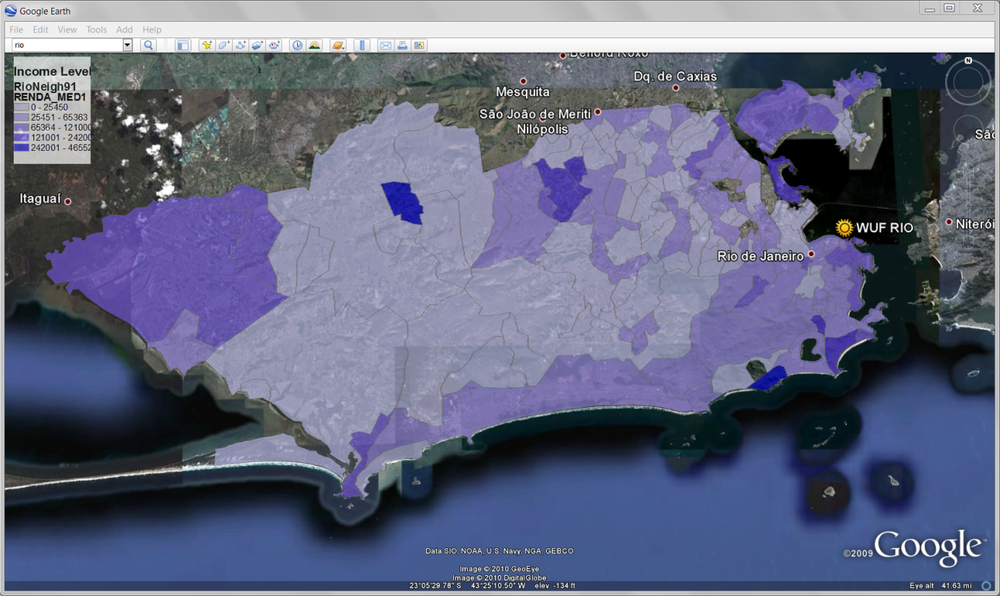 Google Earth
File Edit View Tools Add Help
rio
Income Level
RioNeigh91
RENDA_MED1
0 - 25450
25451 - 65363
65364 - 121000
121001 - 24200
242001 - 46552
Belford Roxo
Dq. de Caxias
Mesquita
São João de Meriti
Nilópolis
N
Sã
Itaguaí
WUF RIO
Niterói
Rio de Janeiro
Data SIO, NOAA, U.S. Navy, NGA, GEBCO
©2009 Google™
Image © 2010 GeoEye
Image © 2010 DigitalGlobe
23°05'29.78" S 43°25'10.50" W elev -134 ft
Eye alt 41.63 mi